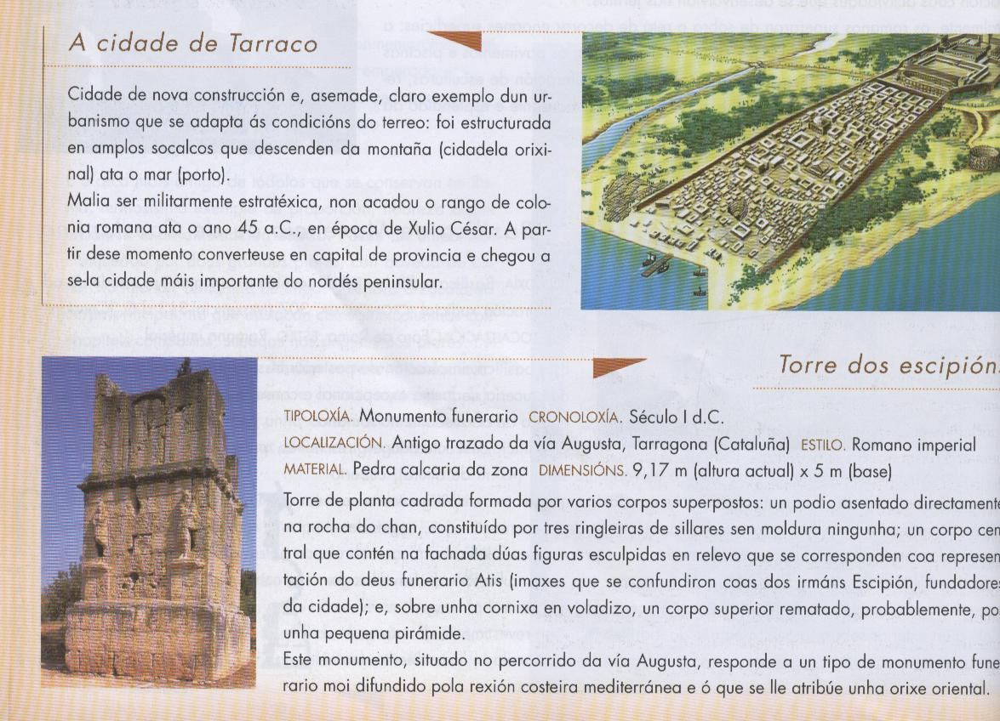 A cidade de Tarraco
Cidade de nova construcción e, asemade, claro exemplo dun ur-
banismo que se adapta ás condicións do terreo: foi estructurada
en amplos socalcos que descenden da montaña (cidadela orixi-
nal) ata o mar (porto).
Malia ser militarmente estratéxica, non acadou o rango de colo-
nia romana ata o ano 45 a.C., en época de Xulio César. A par-
tir dese momento converteuse en capital de provincia e chegou a
se-la cidade máis importante do nordés peninsular.
Torre dos escipión
TIPOLOXÍA. Monumento funerario CRONOLOXÍA. Século I d.C.
LOCALIZACIÓN. Antigo trazado da vía Augusta, Tarragona (Cataluña) ESTILO. Romano imperial
MATERIAL. Pedra calcaria da zona DIMENSIÓNS. 9,17 m (altura actual) x 5 m (base)
Torre de planta cadrada formada por varios corpos superpostos: un podio asentado directamente
na rocha do chan, constituído por tres ringleiras de sillares sen moldura ningunha; un corpo cen
tral que contén na fachada dúas figuras esculpidas en relevo que se corresponden coa represen
tación do deus funerario Atis (imaxes que se confundiron coas dos irmáns Escipión, fundadores
da cidade); e, sobre unha cornixa en voladizo, un corpo superior rematado, probablemente, po
unha pequena pirámide.
Este monumento, situado no percorrido da vía Augusta, responde a un tipo de monumento fune
rario moi difundido pola rexión costeira mediterránea e ó que se lle atribúe unha orixe oriental.